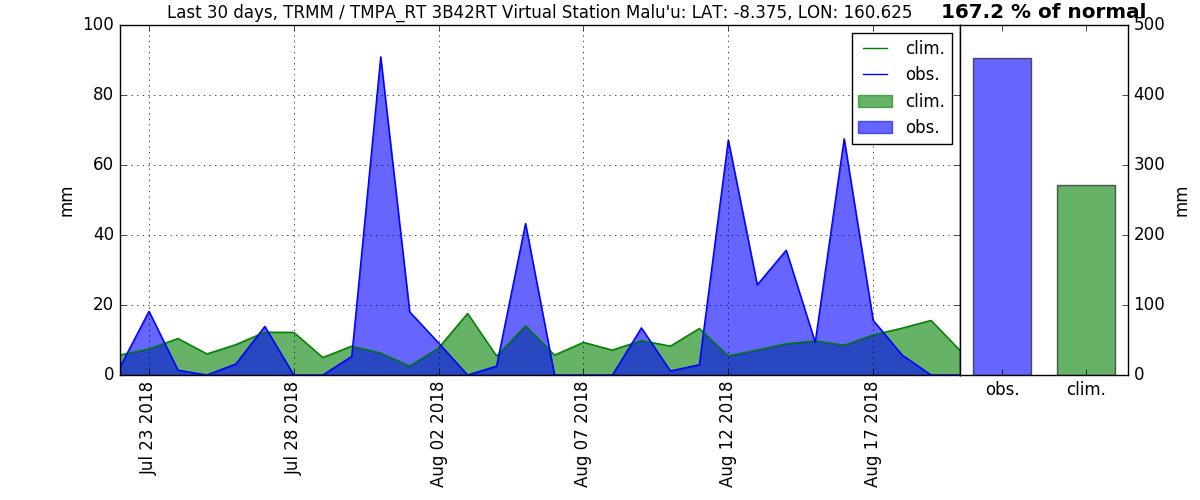 Last 30 days, TRMM / TMPA_RT 3B42RT Virtual Station Malu'u: LAT: -8.375, LON: 160.625
167.2 % of normal
100
80
60
40
20
0
mm
clim.
obs.
clim.
obs.
Jul 23 2018
Jul 28 2018
Aug 02 2018
Aug 07 2018
Aug 12 2018
Aug 17 2018
500
400
300
200
100
0
mm
obs.
clim.